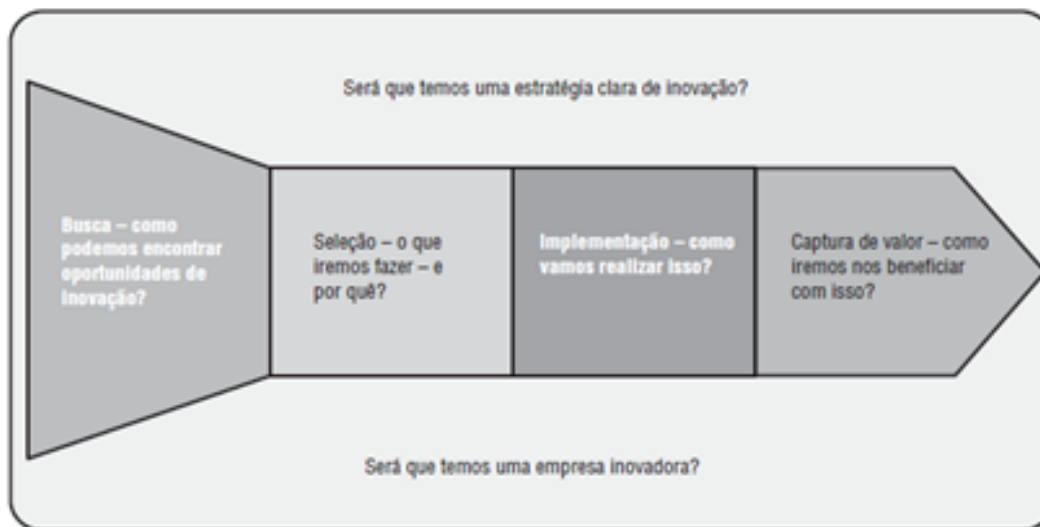 Será que temos uma estratégia clara de inovação?
Busca – como
podemos encontrar
oportunidades de
inovação?
Seleção – o que
iremos fazer – e
por quê?
Implementação – como
vamos realizar isso?
Captura de valor – como
iremos nos beneficiar
com isso?
Será que temos uma empresa inovadora?